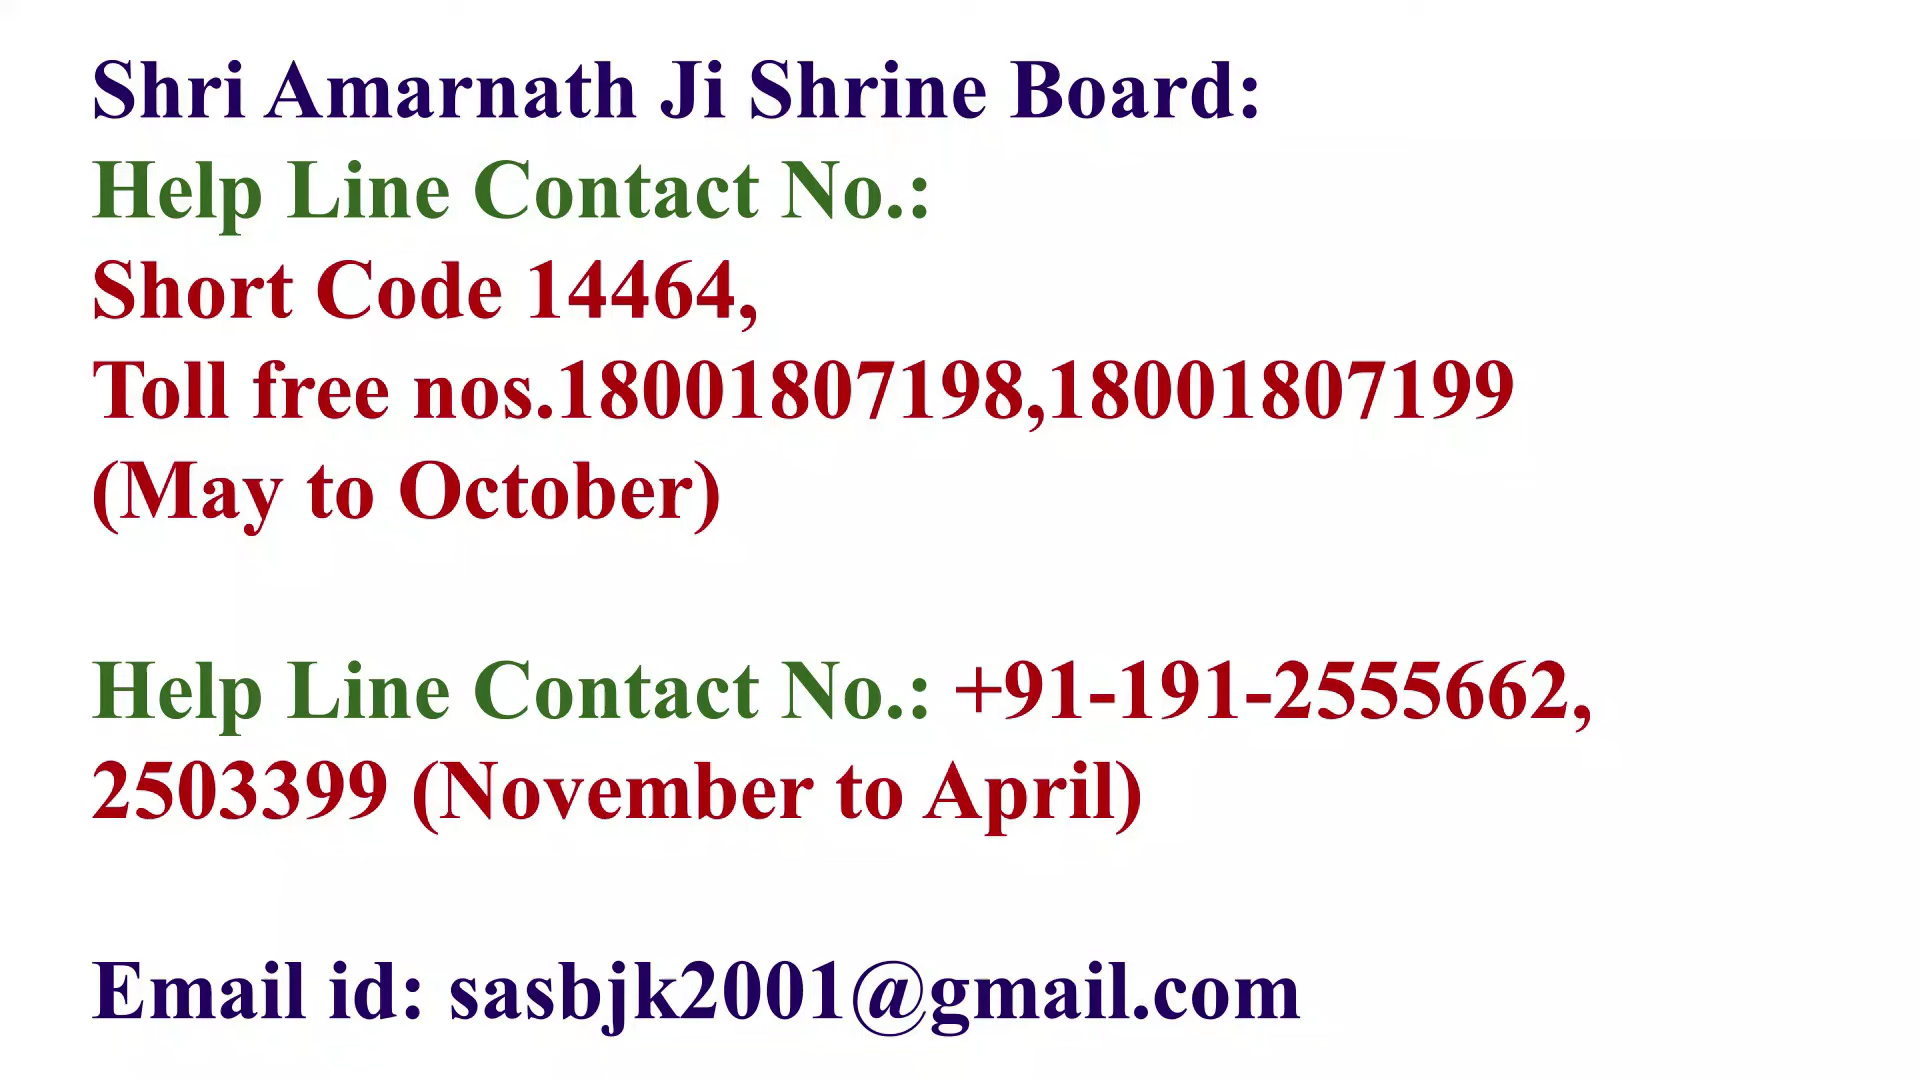 Shri Amarnath Ji Shrine Board:
Help Line Contact No.:
Short Code 14464,
Toll free nos.18001807198,18001807199
(May to October)
Help Line Contact No.: +91-191-2555662,
2503399 (November to April)
Email id: sasbjk2001@gmail.com